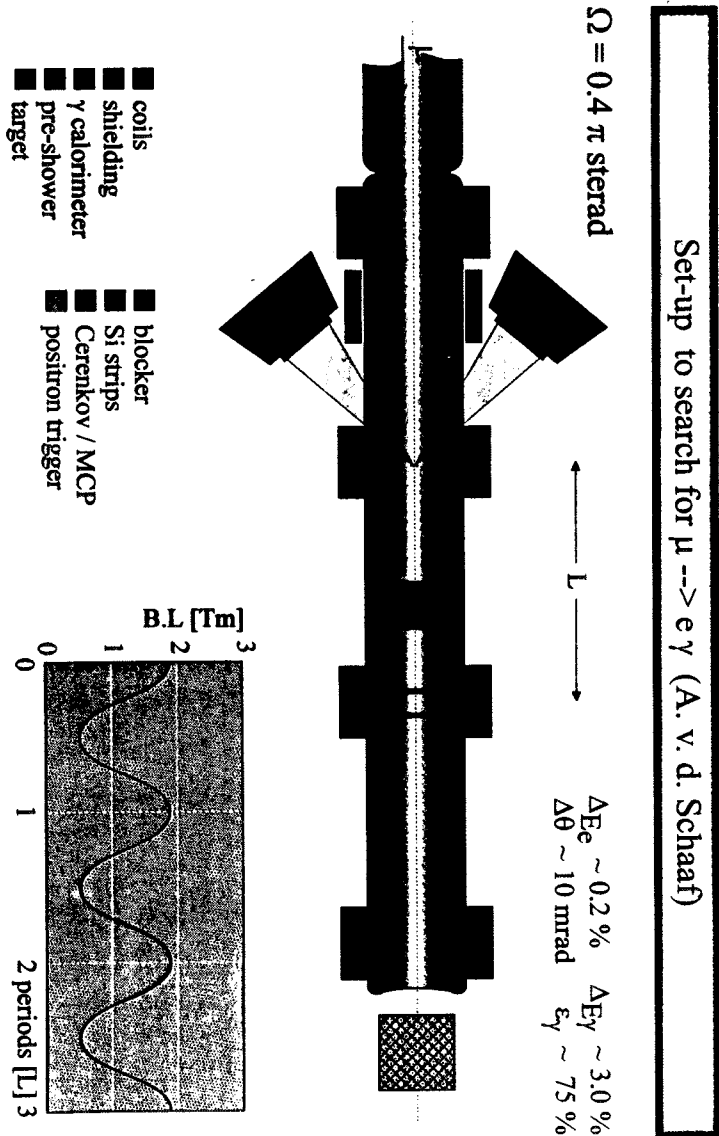 Set-up to search for μ --> e γ (A. v. d. Schaaf)
Ω = 0.4 π sterad
L
ΔEe ~ 0.2 %
Δθ ~ 10 mrad
ΔEγ ~ 3.0 %
εγ ~ 75 %
coils
shielding
γ calorimeter
pre-shower
target
blocker
Si strips
Cerenkov / MCP
positron trigger
B.L [Tm]
3
2
1
0
0
1
2 periods [L] 3